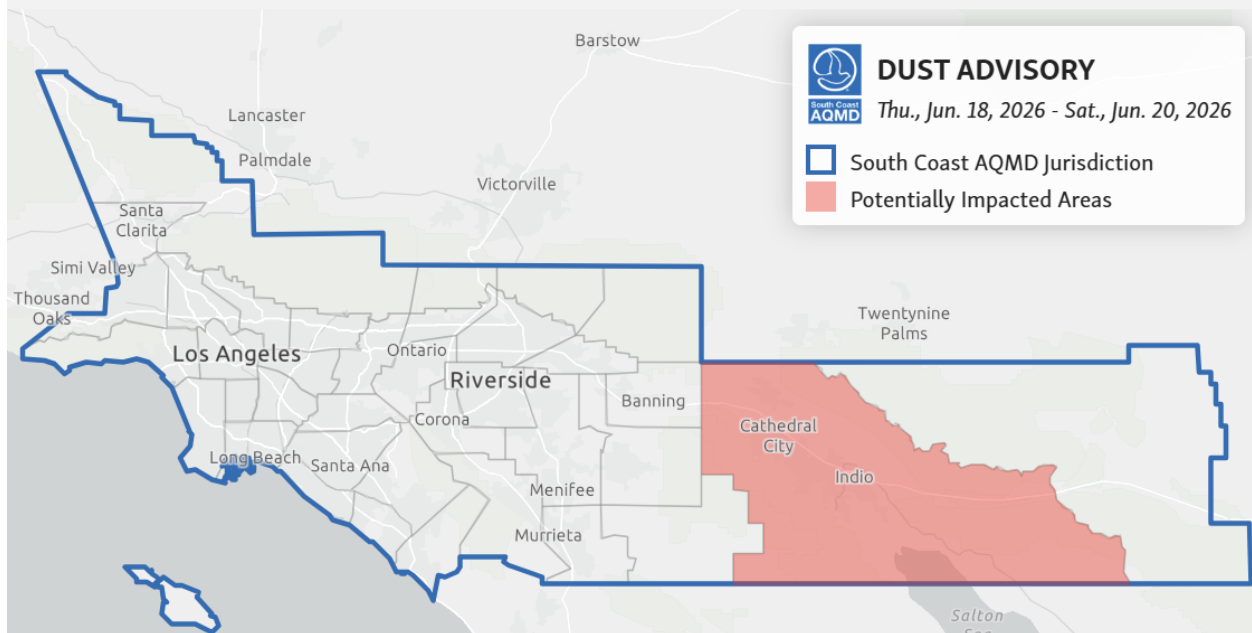 DUST ADVISORY
Thu., Jun. 18, 2026 - Sat., Jun. 20, 2026
South Coast
AQMD
South Coast AQMD Jurisdiction
Potentially Impacted Areas
Barstow
Lancaster
Palmdale
Victorville
Santa
Clarita
Simi Valley
Thousand
Oaks
Twentynine
Palms
Los Angeles
Ontario
Riverside
Banning
Corona
Cathedral
City
Long Beach
Santa Ana
Indio
Menifee
Murrieta
Salton
Sea